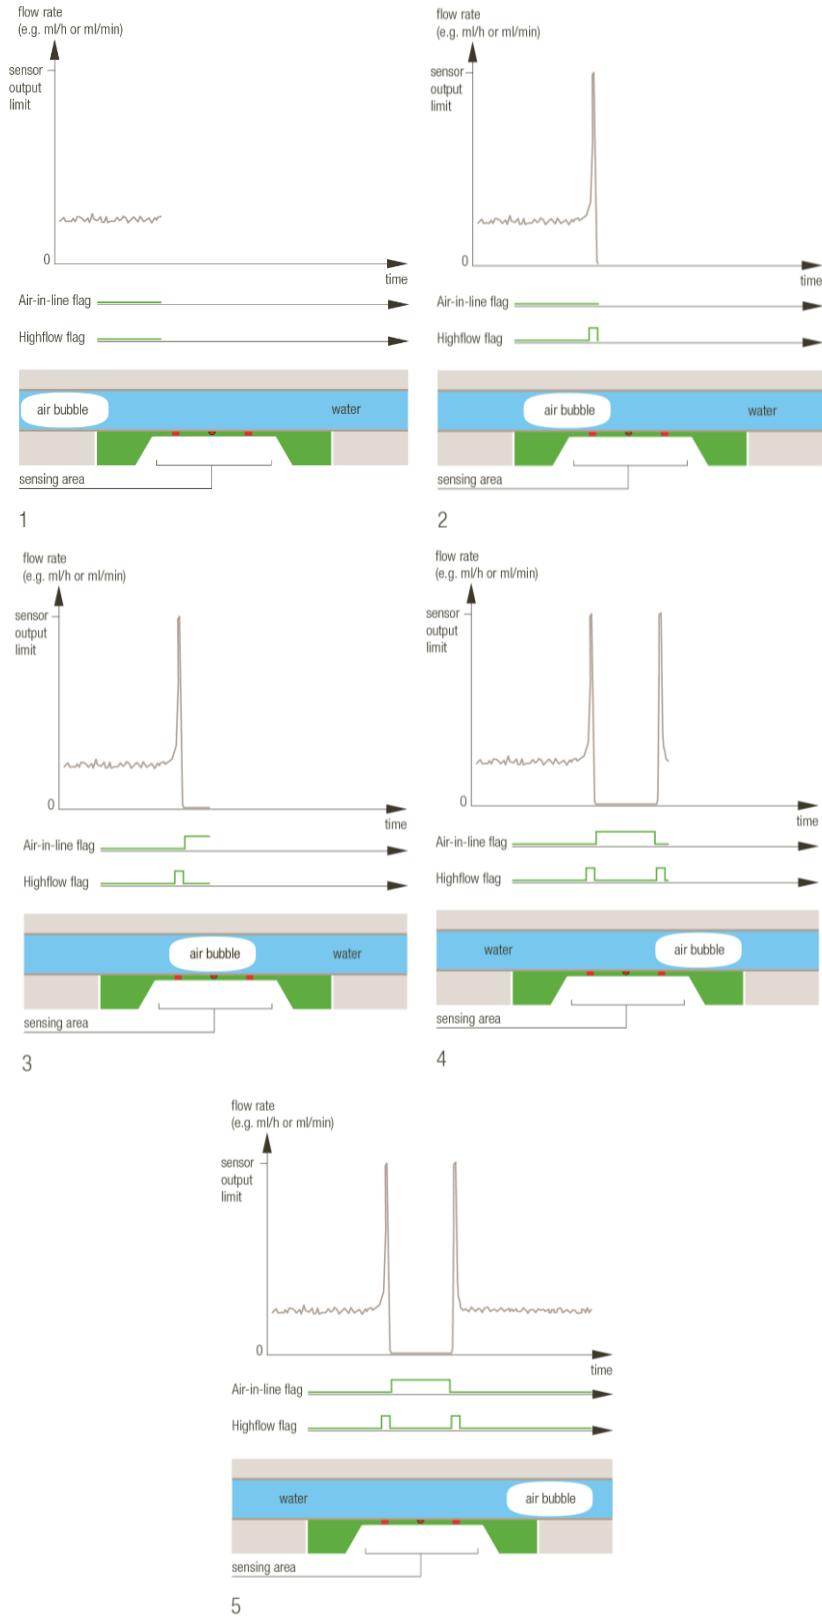 flow rate
(e.g. ml/h or ml/min)
sensor
output
limit
0
time
Air-in-line flag
Highflow flag
air bubble
water
sensing area
1
flow rate
(e.g. ml/h or ml/min)
sensor
output
limit
0
time
Air-in-line flag
Highflow flag
air bubble
water
sensing area
2
flow rate
(e.g. ml/h or ml/min)
sensor
output
limit
0
time
Air-in-line flag
Highflow flag
air bubble
water
sensing area
3
flow rate
(e.g. ml/h or ml/min)
sensor
output
limit
0
time
Air-in-line flag
Highflow flag
water
air bubble
sensing area
4
flow rate
(e.g. ml/h or ml/min)
sensor
output
limit
0
time
Air-in-line flag
Highflow flag
water
air bubble
sensing area
5